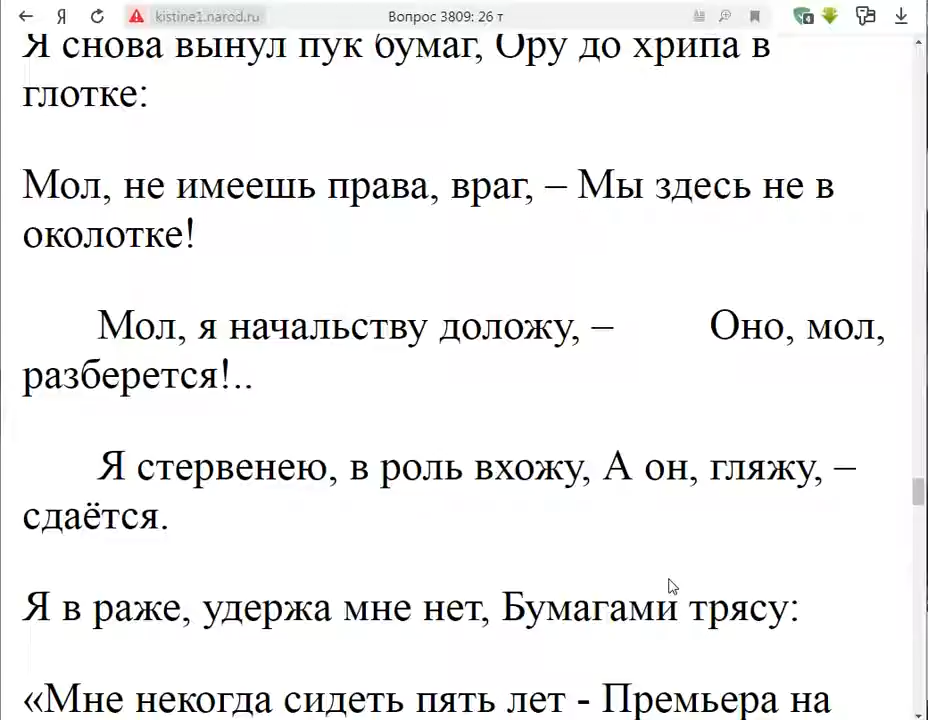 kistine1.narod.ru
Вопрос 3809: 26 т
Я снова вынул пук бумаг, Ору до хрипа в
глотке:
Мол, не имеешь права, враг, – Мы здесь не в
околотке!
Мол, я начальству доложу, – Оно, мол,
разберется!..
Я стервенею, в роль вхожу, А он, гляжу, –
сдаётся.
Я в раже, удержа мне нет, Бумагами трясу:
«Мне некогда сидеть пять лет - Премьера на